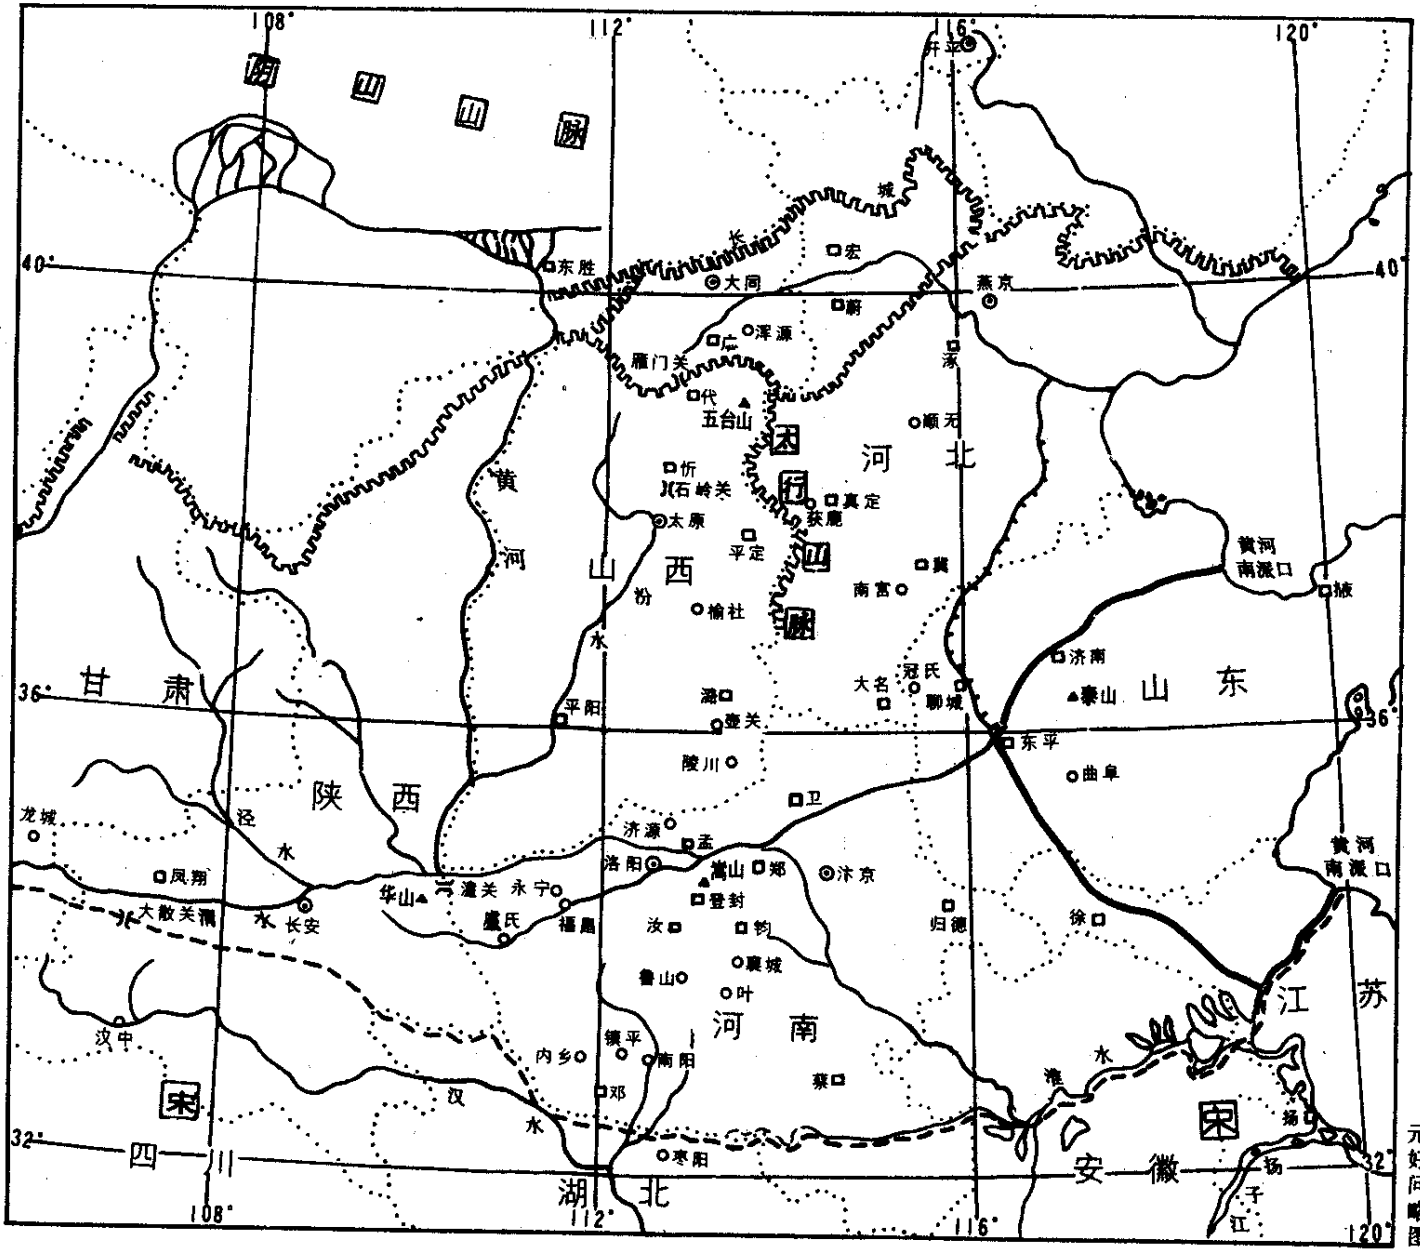 108°
112°
116°
120°
开平
阴山山脉
城
长
宏
40°
东胜
大同
燕京
40°
蔚
浑源
应
雁门关
涿
代
五台山
顺天
太行山脉
河北
忻
石岭关
黄河
真定
获鹿
太原
平定
冀
黄河
南派口
山西
汾水
南富
掖
榆社
济南
冠氏
大名
聊城
泰山
山东
甘肃
36°
潞
平阳
壶关
36°
东平
陵川
曲阜
陕西
卫
龙城
泾水
济源
孟
黄河
南派口
洛阳
嵩山
郑
汴京
凤翔
华山
潼关
永宁
登封
大散关
渭水
长安
卢氏
福昌
汝
钧
归德
徐
襄城
鲁山
叶
江苏
河南
汉中
镇平
内乡
南阳
淮水
邓
蔡
宋
汉水
宋
扬
32°
四川
枣阳
安徽
扬子江
32°
湖北
108°
112°
116°
120°
元好问略图